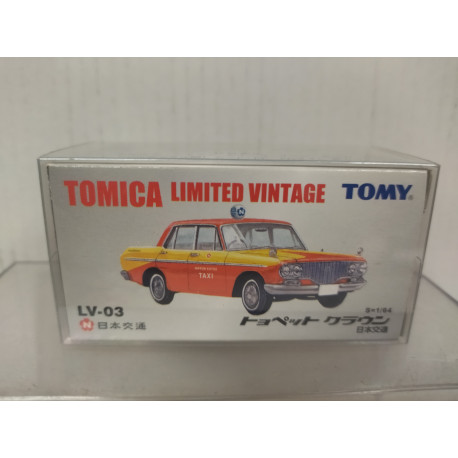 TOMICA LIMITED VINTAGE TOMY
TAXI
LV-03
S=1/64
日本交通
トヨペット クラウン
日本交通